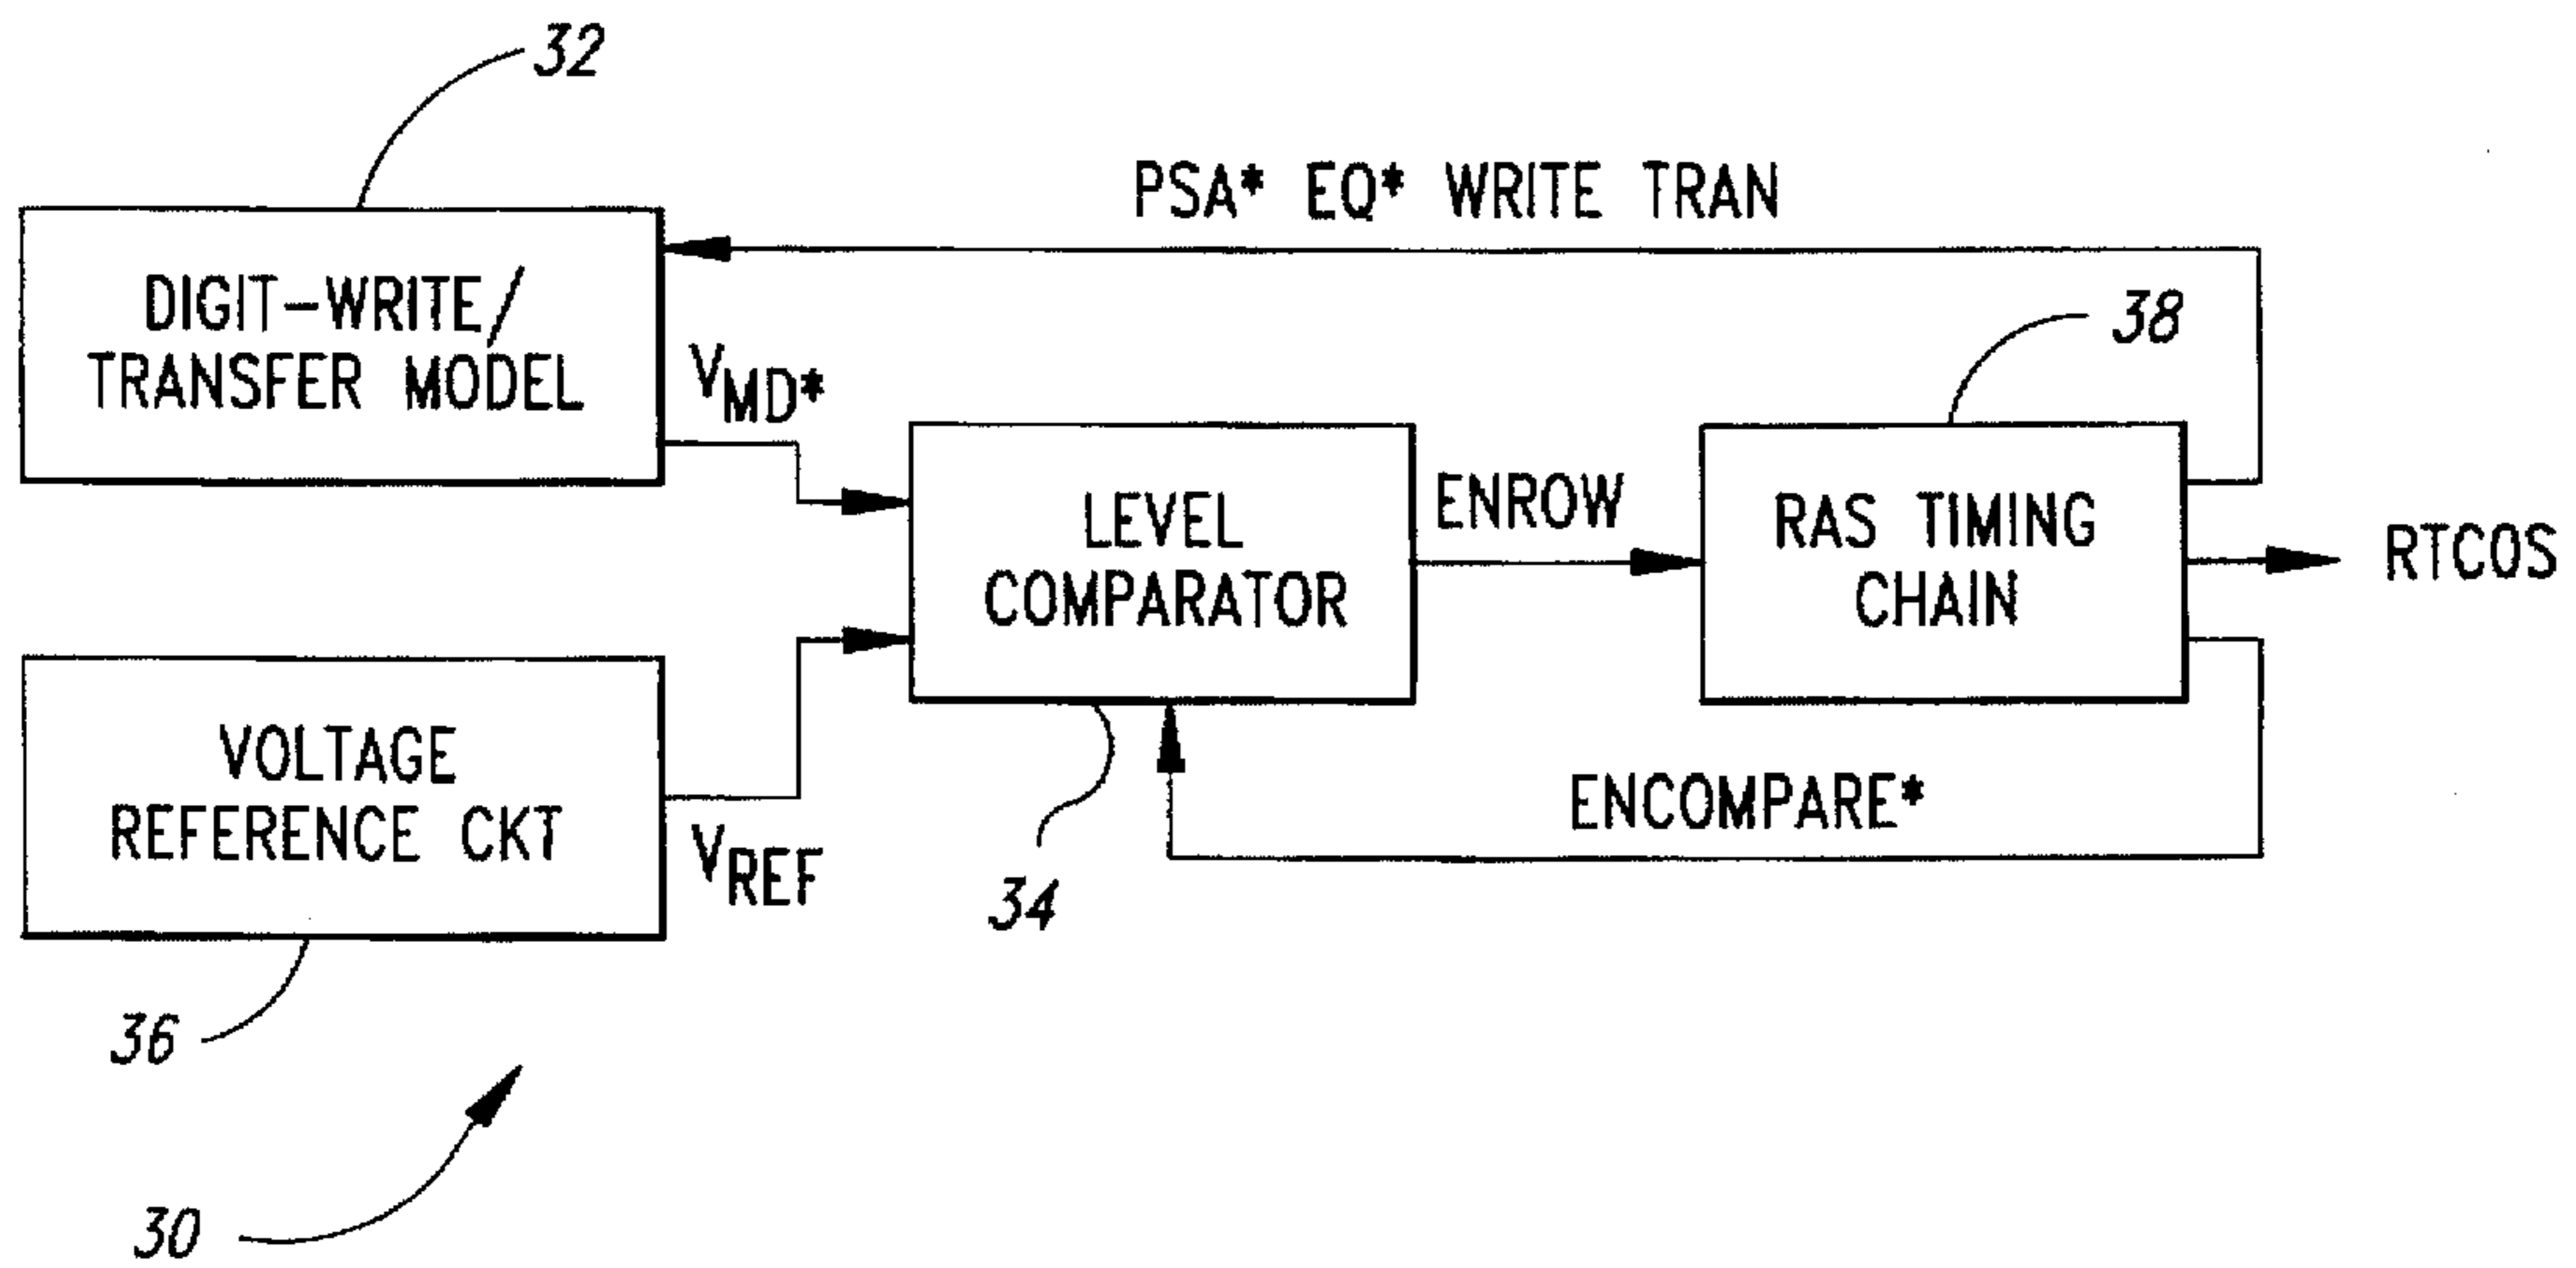 32
PSA* EQ* WRITE TRAN
DIGIT-WRITE/
TRANSFER MODEL
38
VMD*
LEVEL
COMPARATOR
ENROW
RAS TIMING
CHAIN
RTCOS
VOLTAGE
REFERENCE CKT
VREF
ENCOMPARE*
34
36
30